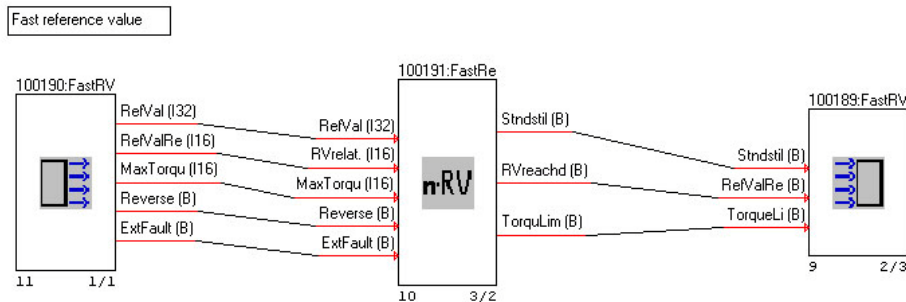 Fast reference value
100190:FastRV
RefVal (I32)
RefValRe (I16)
MaxTorqu (I16)
Reverse (B)
ExtFault (B)
11 1/1
100191:FastRe
RefVal (I32)
RVrelat. (I16)
MaxTorqu (I16)
Reverse (B)
ExtFault (B)
n·RV
Stndstil (B)
RVreachd (B)
TorquLim (B)
10 3/2
100189:FastRV
Stndstil (B)
RefValRe (B)
TorqueLi (B)
9 2/3